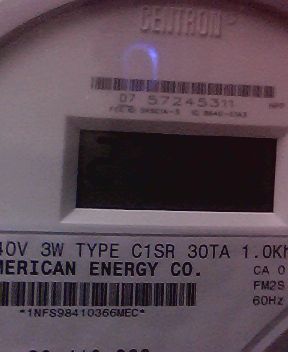 CENTRON
07 57245311
40V 3W TYPE C1SR 30TA 1.0Kh
MERICAN ENERGY CO.
CA 0
FM2S
60Hz
*1NFS98410366MEC*